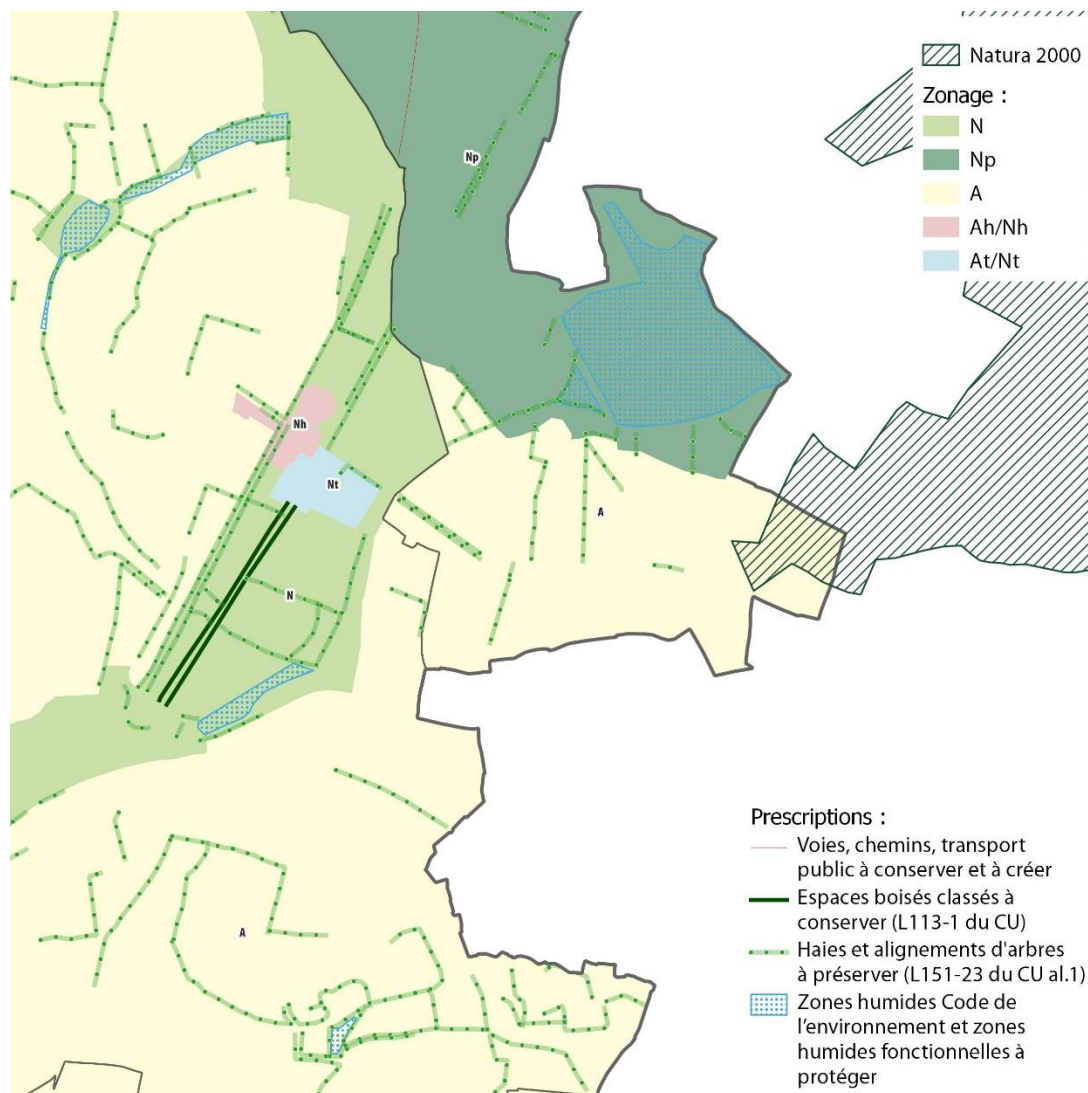 Natura 2000
Zonage :
N
Np
A
Ah/Nh
At/Nt
Np
Nh
Nt
A
N
A
Prescriptions :
Voies, chemins, transport
public à conserver et à créer
Espaces boisés classés à
conserver (L113-1 du CU)
Haies et alignements d'arbres
à préserver (L151-23 du CU al.1)
Zones humides Code de
l'environnement et zones
humides fonctionnelles à
protéger